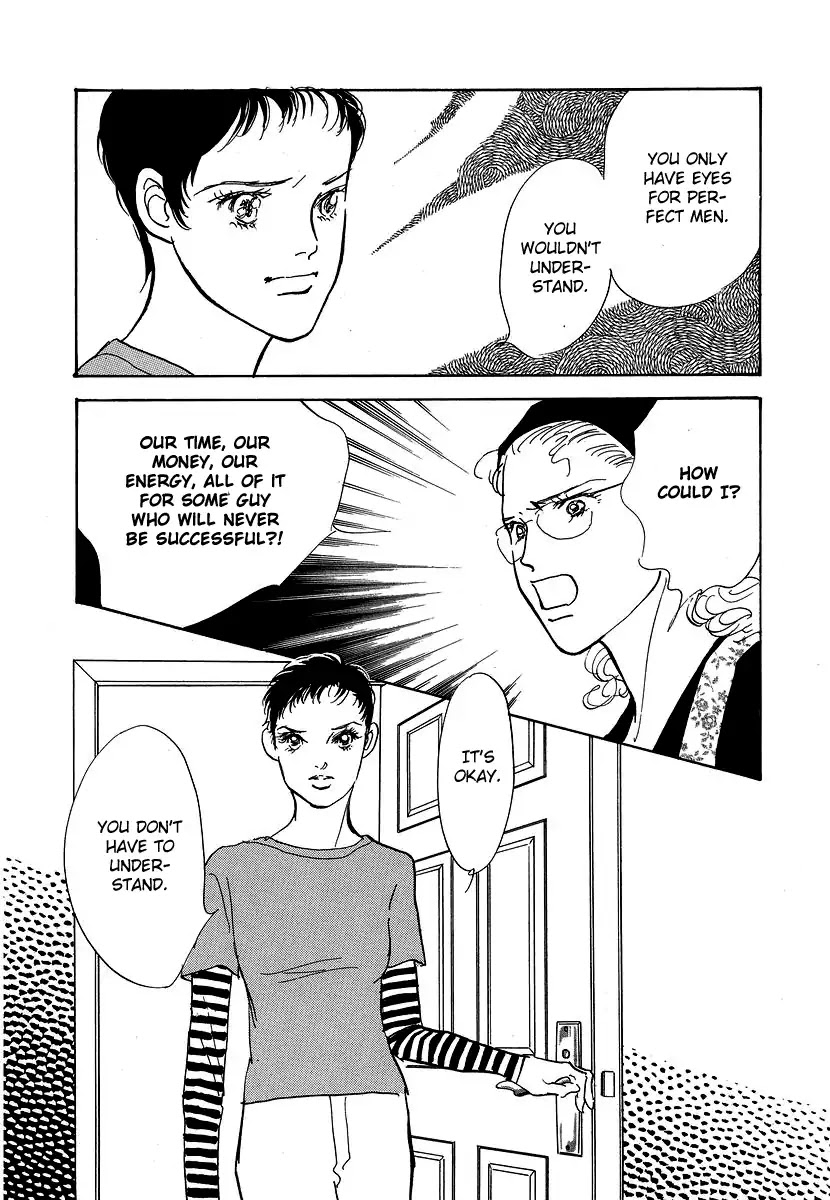 YOU ONLY
HAVE EYES
FOR PER-
FECT MEN.
YOU
WOULDN'T
UNDER-
STAND.
HOW
COULD I?
OUR TIME, OUR
MONEY, OUR
ENERGY, ALL OF IT
FOR SOME GUY
WHO WILL NEVER
BE SUCCESSFUL?!
IT'S
OKAY.
YOU DON'T
HAVE TO
UNDER-
STAND.